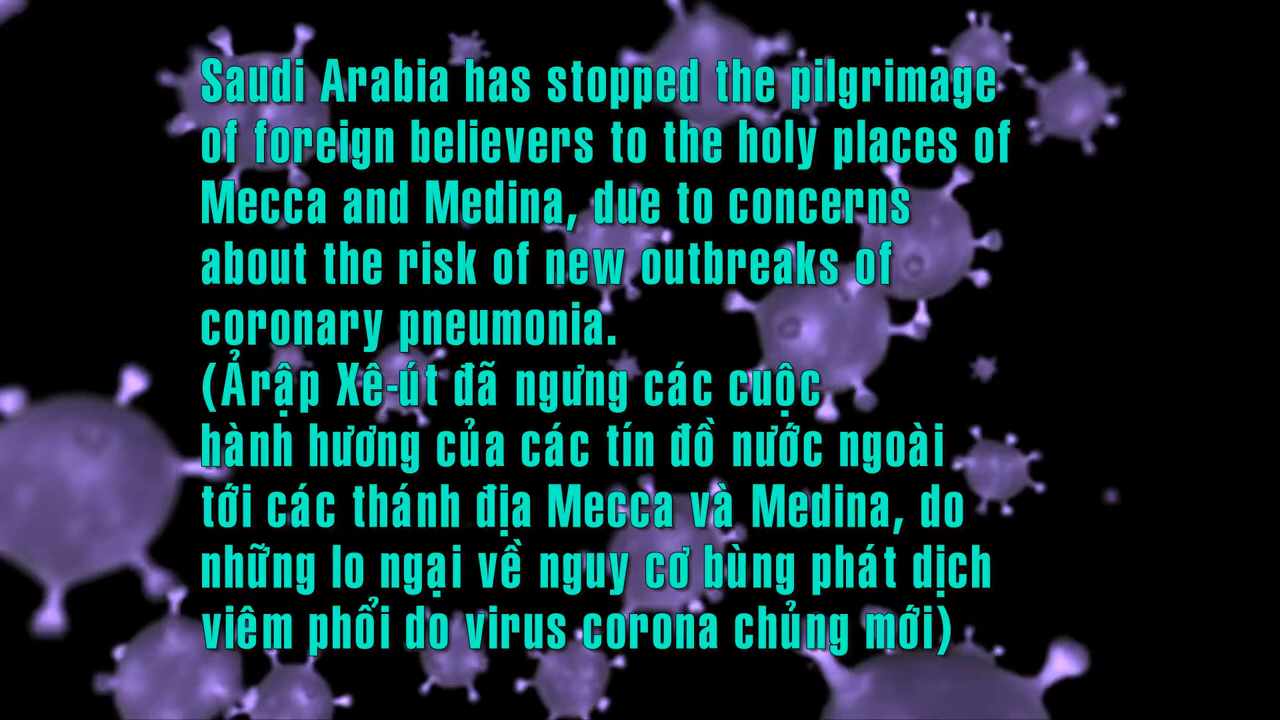 Saudi Arabia has stopped the pilgrimage
of foreign believers to the holy places of
Mecca and Medina, due to concerns
about the risk of new outbreaks of
coronary pneumonia.
(Ảrập Xê-út đã ngưng các cuộc
hành hương của các tín đồ nước ngoài
tới các thánh địa Mecca và Medina, do
những lo ngại về nguy cơ bùng phát dịch
viêm phổi do virus corona chủng mới)